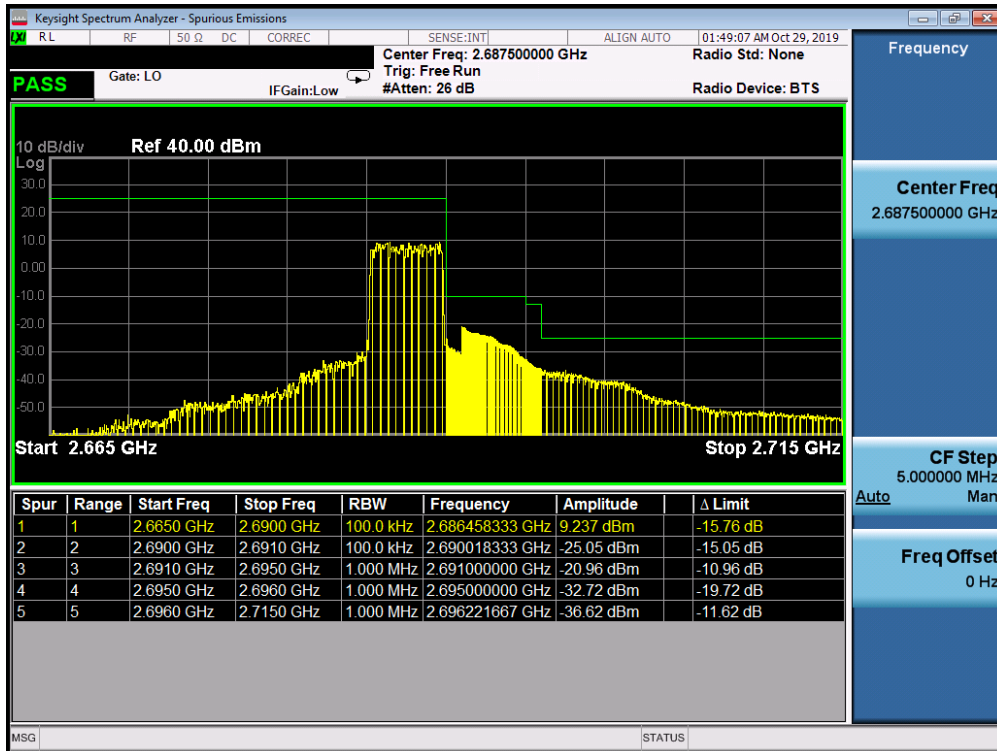 Keysight Spectrum Analyzer - Spurious Emissions
LXI RL RF 50 Ω DC CORREC SENSE:INT ALIGN AUTO 01:49:07 AM Oct 29, 2019
Center Freq: 2.687500000 GHz Radio Std: None
Gate: LO Trig: Free Run
PASS IFGain:Low #Atten: 26 dB Radio Device: BTS
10 dB/div Ref 40.00 dBm
Log
30.0
20.0
10.0
0.00
-10.0
-20.0
-30.0
-40.0
-50.0
Start 2.665 GHz Stop 2.715 GHz
Spur Range Start Freq Stop Freq RBW Frequency Amplitude Δ Limit
1 1 2.6650 GHz 2.6900 GHz 100.0 kHz 2.686458333 GHz 9.237 dBm -15.76 dB
2 2 2.6900 GHz 2.6910 GHz 100.0 kHz 2.690018333 GHz -25.05 dBm -15.05 dB
3 3 2.6910 GHz 2.6950 GHz 1.000 MHz 2.691000000 GHz -20.96 dBm -10.96 dB
4 4 2.6950 GHz 2.6960 GHz 1.000 MHz 2.695000000 GHz -32.72 dBm -19.72 dB
5 5 2.6960 GHz 2.7150 GHz 1.000 MHz 2.696221667 GHz -36.62 dBm -11.62 dB
MSG STATUS
Frequency
Center Freq
2.687500000 GHz
CF Step
5.000000 MHz
Auto Man
Freq Offset
0 Hz